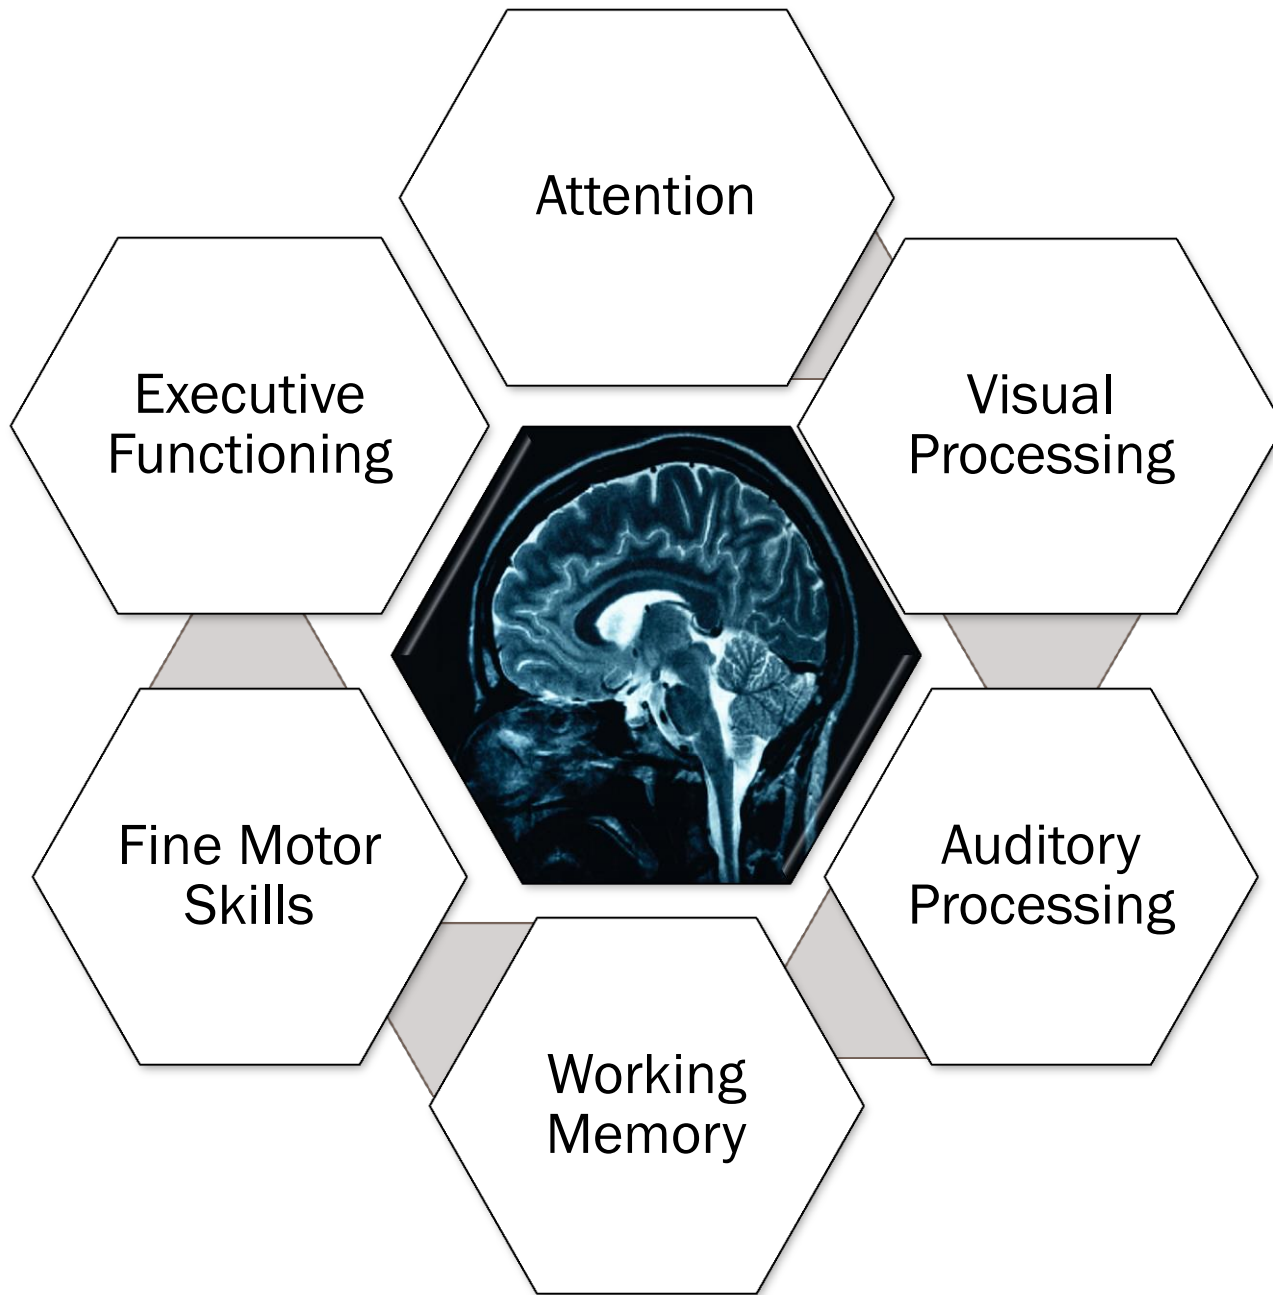 Attention
Executive
Functioning
Visual
Processing
Fine Motor
Skills
Auditory
Processing
Working
Memory